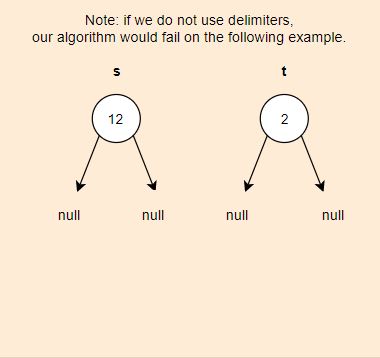 Note: if we do not use delimiters,
our algorithm would fail on the following example.
s t
12 2
null null null null